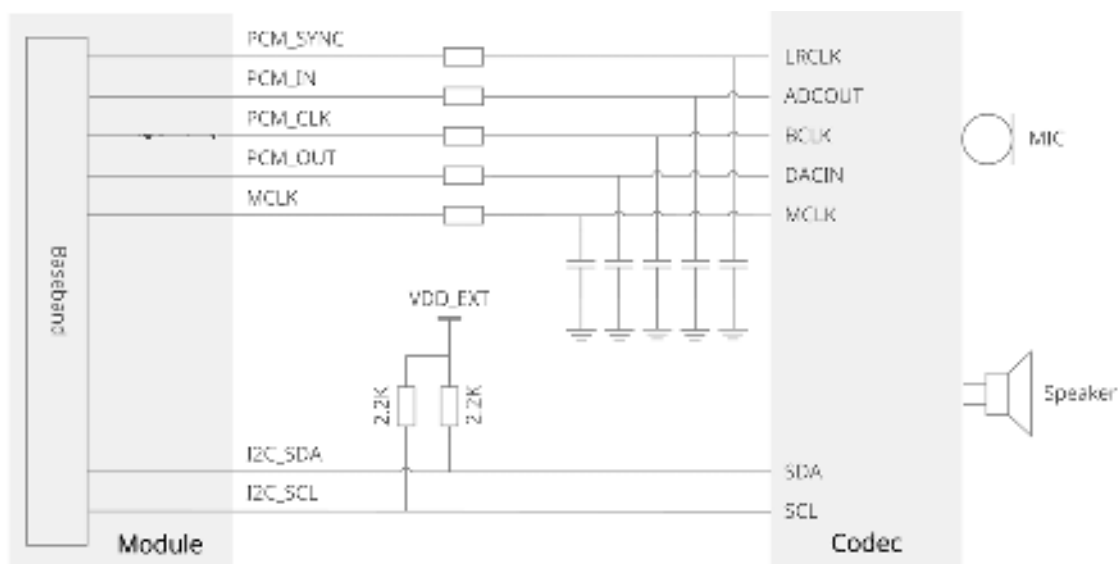 PCM_SYNC
LRCLK
PCM_IN
ADCOUT
PCM_CLK
BCLK
MIC
PCM_OUT
DACIN
MCLK
MCLK
Baseband
VDD_EXT
2.2K
2.2K
Speaker
I2C_SDA
SDA
I2C_SCL
SCL
Module
Codec